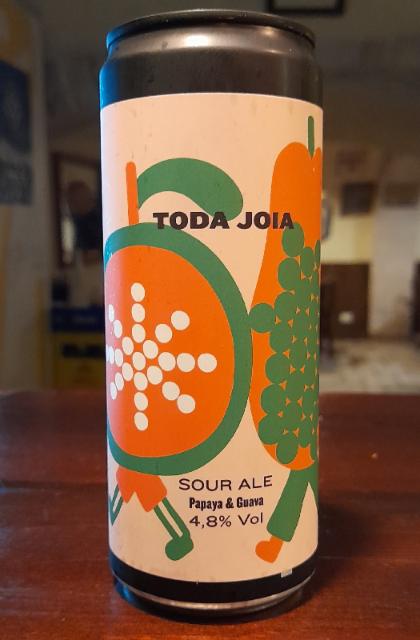 TODA JOIA
SOUR ALE
Papaya & Guava
4,8% Vol